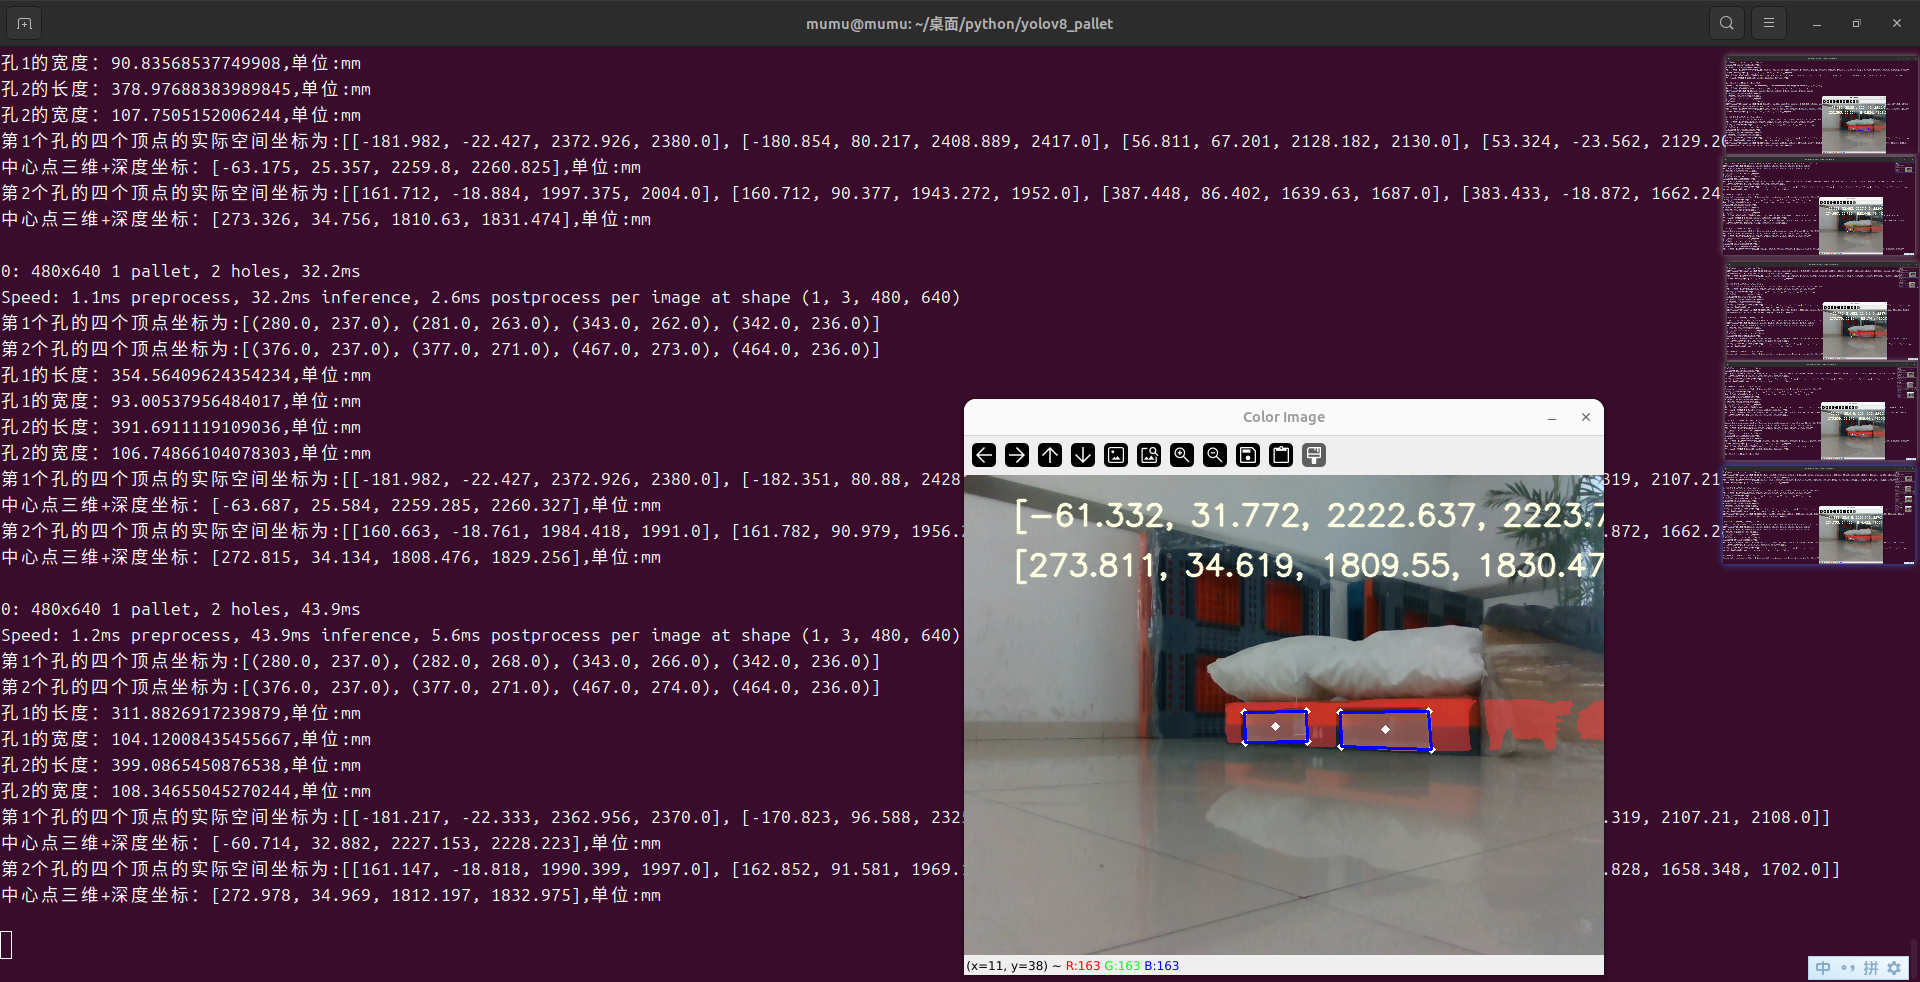 mumu@mumu: ~/桌面/python/yolov8_pallet
孔1的宽度: 90.83568537749908,单位:mm
孔2的长度: 378.97688383989845,单位:mm
孔2的宽度: 107.7505152006244,单位:mm
第1个孔的四个顶点的实际空间坐标为:[[-181.982, -22.427, 2372.926, 2380.0], [-180.854, 80.217, 2408.889, 2417.0], [56.811, 67.201, 2128.182, 2130.0], [53.324, -23.562, 2129.20
中心点三维+深度坐标: [-63.175, 25.357, 2259.8, 2260.825],单位:mm
第2个孔的四个顶点的实际空间坐标为:[[161.712, -18.884, 1997.375, 2004.0], [160.712, 90.377, 1943.272, 1952.0], [387.448, 86.402, 1639.63, 1687.0], [383.433, -18.872, 1662.24
中心点三维+深度坐标: [273.326, 34.756, 1810.63, 1831.474],单位:mm
0: 480x640 1 pallet, 2 holes, 32.2ms
Speed: 1.1ms preprocess, 32.2ms inference, 2.6ms postprocess per image at shape (1, 3, 480, 640)
第1个孔的四个顶点坐标为:[(280.0, 237.0), (281.0, 263.0), (343.0, 262.0), (342.0, 236.0)]
第2个孔的四个顶点坐标为:[(376.0, 237.0), (377.0, 271.0), (467.0, 273.0), (464.0, 236.0)]
孔1的长度: 354.56409624354234,单位:mm
孔1的宽度: 93.00537956484017,单位:mm
孔2的长度: 391.6911119109036,单位:mm
孔2的宽度: 106.74866104078303,单位:mm
第1个孔的四个顶点的实际空间坐标为:[[-181.982, -22.427, 2372.926, 2380.0], [-182.351, 80.88, 2428 319, 2107.21
中心点三维+深度坐标: [-63.687, 25.584, 2259.285, 2260.327],单位:mm
第2个孔的四个顶点的实际空间坐标为:[[160.663, -18.761, 1984.418, 1991.0], [161.782, 90.979, 1956. .872, 1662.2
中心点三维+深度坐标: [272.815, 34.134, 1808.476, 1829.256],单位:mm
0: 480x640 1 pallet, 2 holes, 43.9ms
Speed: 1.2ms preprocess, 43.9ms inference, 5.6ms postprocess per image at shape (1, 3, 480, 640)
第1个孔的四个顶点坐标为:[(280.0, 237.0), (282.0, 268.0), (343.0, 266.0), (342.0, 236.0)]
第2个孔的四个顶点坐标为:[(376.0, 237.0), (377.0, 271.0), (467.0, 274.0), (464.0, 236.0)]
孔1的长度: 311.8826917239879,单位:mm
孔1的宽度: 104.12008435455667,单位:mm
孔2的长度: 399.0865450876538,单位:mm
孔2的宽度: 108.34655045270244,单位:mm
第1个孔的四个顶点的实际空间坐标为:[[-181.217, -22.333, 2362.956, 2370.0], [-170.823, 96.588, 232 .319, 2107.21, 2108.0]]
中心点三维+深度坐标: [-60.714, 32.882, 2227.153, 2228.223],单位:mm
第2个孔的四个顶点的实际空间坐标为:[[161.147, -18.818, 1990.399, 1997.0], [162.852, 91.581, 1969. .828, 1658.348, 1702.0]]
中心点三维+深度坐标: [272.978, 34.969, 1812.197, 1832.975],单位:mm
Color Image
[-61.332, 31.772, 2222.637, 2223.7
[273.811, 34.619, 1809.55, 1830.47
(x=11, y=38) ~ R:163 G:163 B:163
中 拼